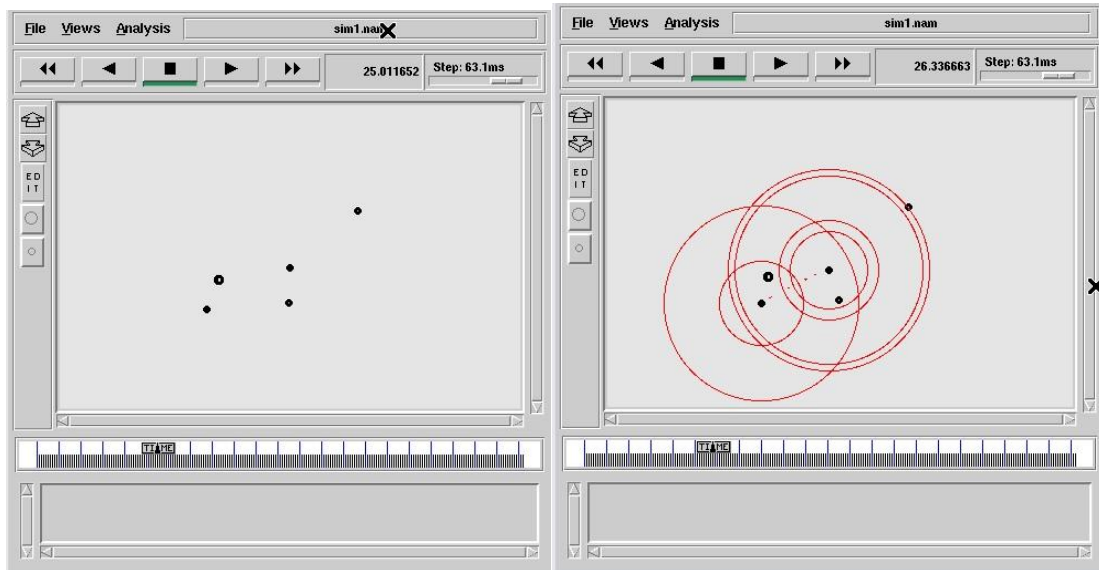 File Views Analysis sim1.nam
25.011652 Step: 63.1ms
ED
IT
TIME
File Views Analysis sim1.nam
26.336663 Step: 63.1ms
ED
IT
TIME